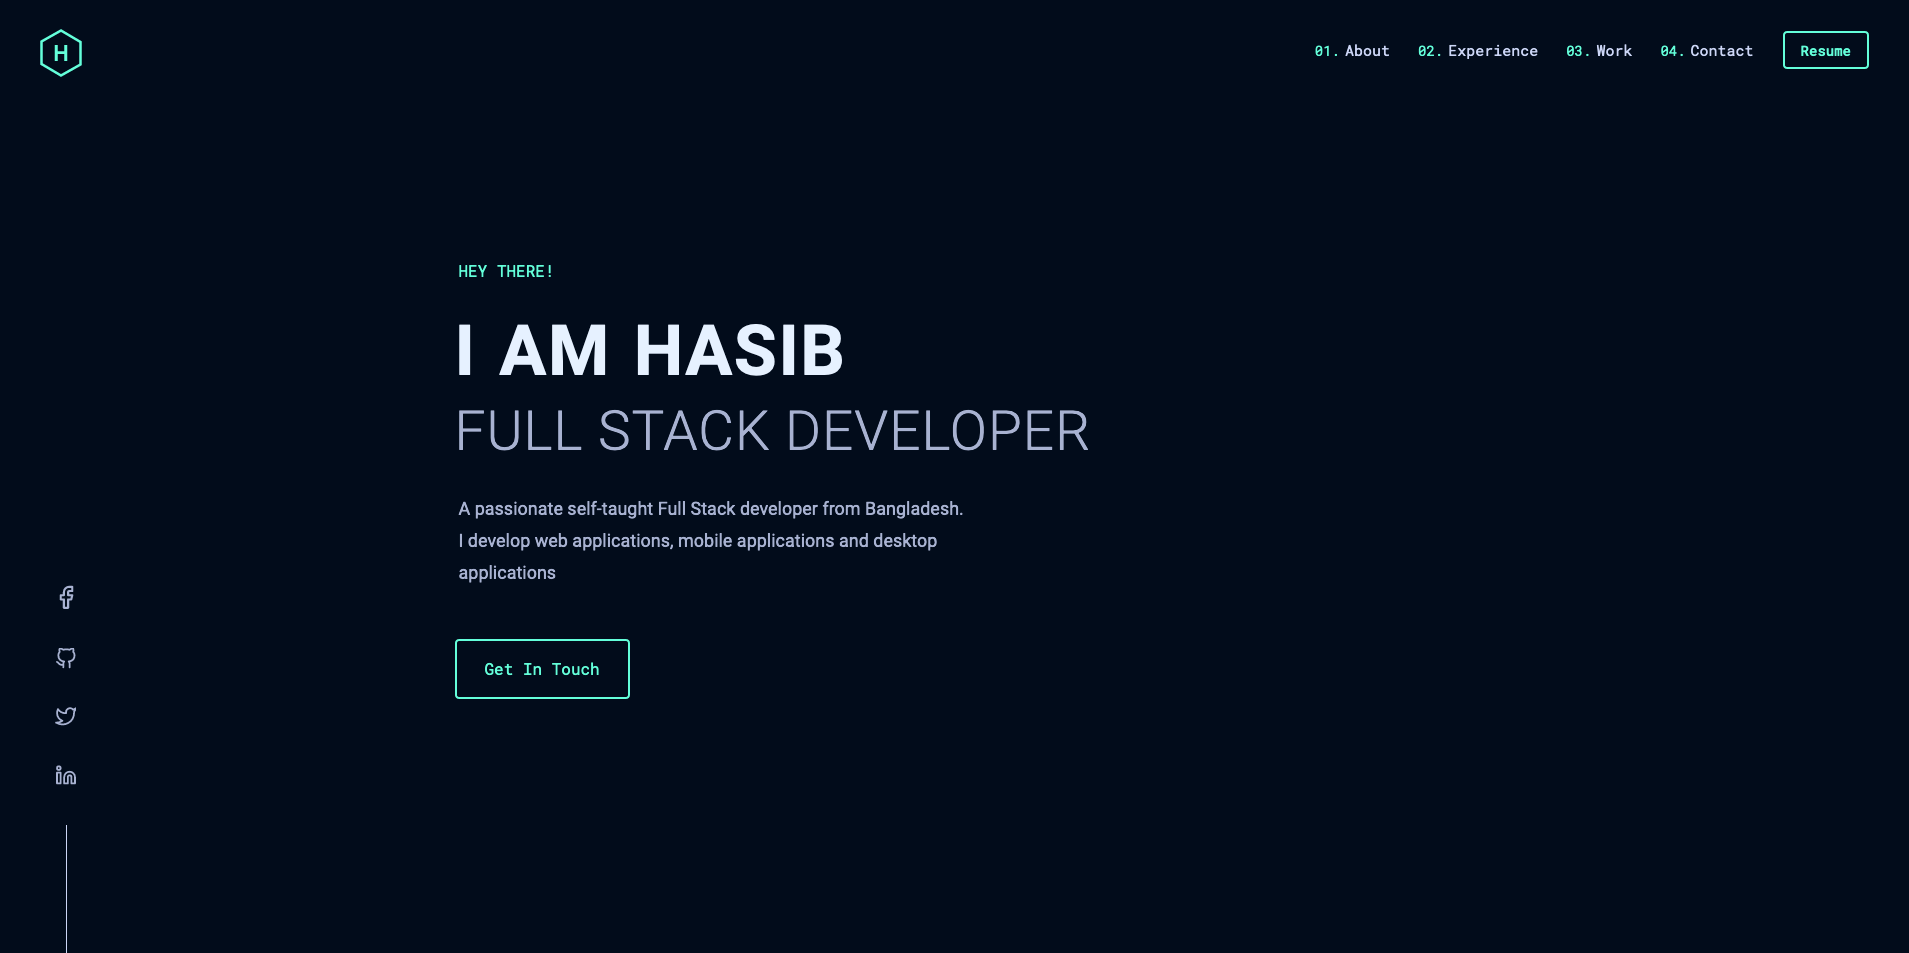 H
01. About 02. Experience 03. Work 04. Contact Resume
HEY THERE!
I AM HASIB
FULL STACK DEVELOPER
A passionate self-taught Full Stack developer from Bangladesh.
I develop web applications, mobile applications and desktop
applications
Get In Touch